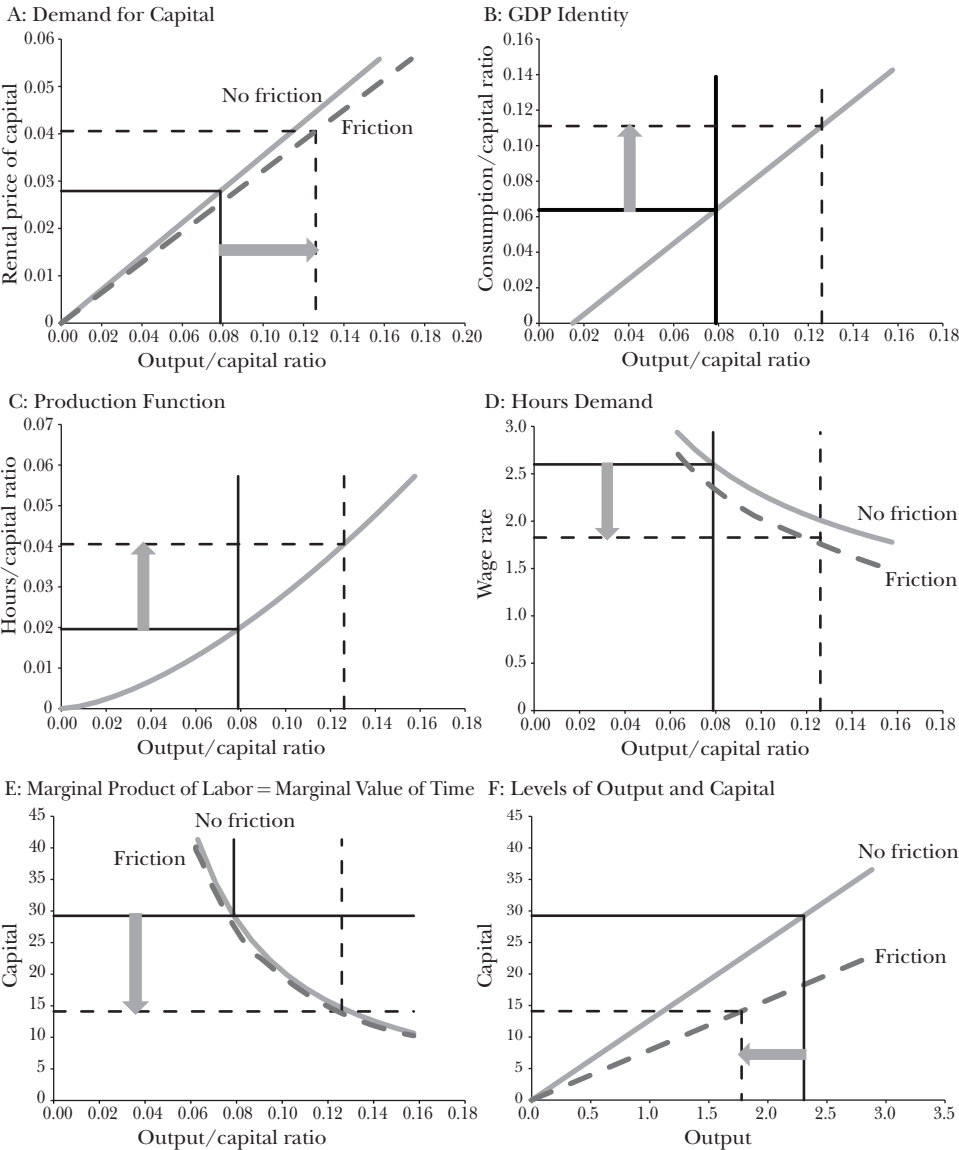 A: Demand for Capital
Rental price of capital
0.06
0.05
0.04
0.03
0.02
0.01
0
No friction
Friction
0.00 0.02 0.04 0.06 0.08 0.10 0.12 0.14 0.16 0.18 0.20
Output/capital ratio
B: GDP Identity
Consumption/capital ratio
0.16
0.14
0.12
0.10
0.08
0.06
0.04
0.02
0
0.00 0.02 0.04 0.06 0.08 0.10 0.12 0.14 0.16 0.18
Output/capital ratio
C: Production Function
Hours/capital ratio
0.07
0.06
0.05
0.04
0.03
0.02
0.01
0
0.00 0.02 0.04 0.06 0.08 0.10 0.12 0.14 0.16 0.18
Output/capital ratio
D: Hours Demand
Wage rate
3.0
2.5
2.0
1.5
1.0
0.5
0
No friction
Friction
0.00 0.02 0.04 0.06 0.08 0.10 0.12 0.14 0.16 0.18
Output/capital ratio
E: Marginal Product of Labor = Marginal Value of Time
Capital
45
40
35
30
25
20
15
10
5
0
No friction
Friction
0.00 0.02 0.04 0.06 0.08 0.10 0.12 0.14 0.16 0.18
Output/capital ratio
F: Levels of Output and Capital
Capital
45
40
35
30
25
20
15
10
5
0
No friction
Friction
0.0 0.5 1.0 1.5 2.0 2.5 3.0 3.5
Output